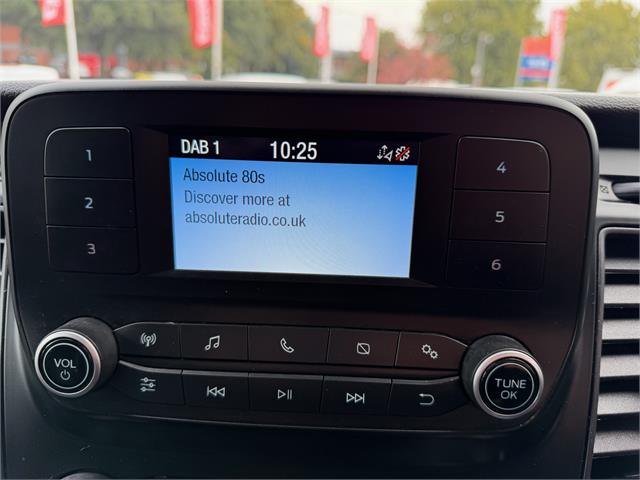 DAB 1 10:25
Absolute 80s
Discover more at
absoluteradio.co.uk
1
2
3
4
5
6
VOL
TUNE
OK